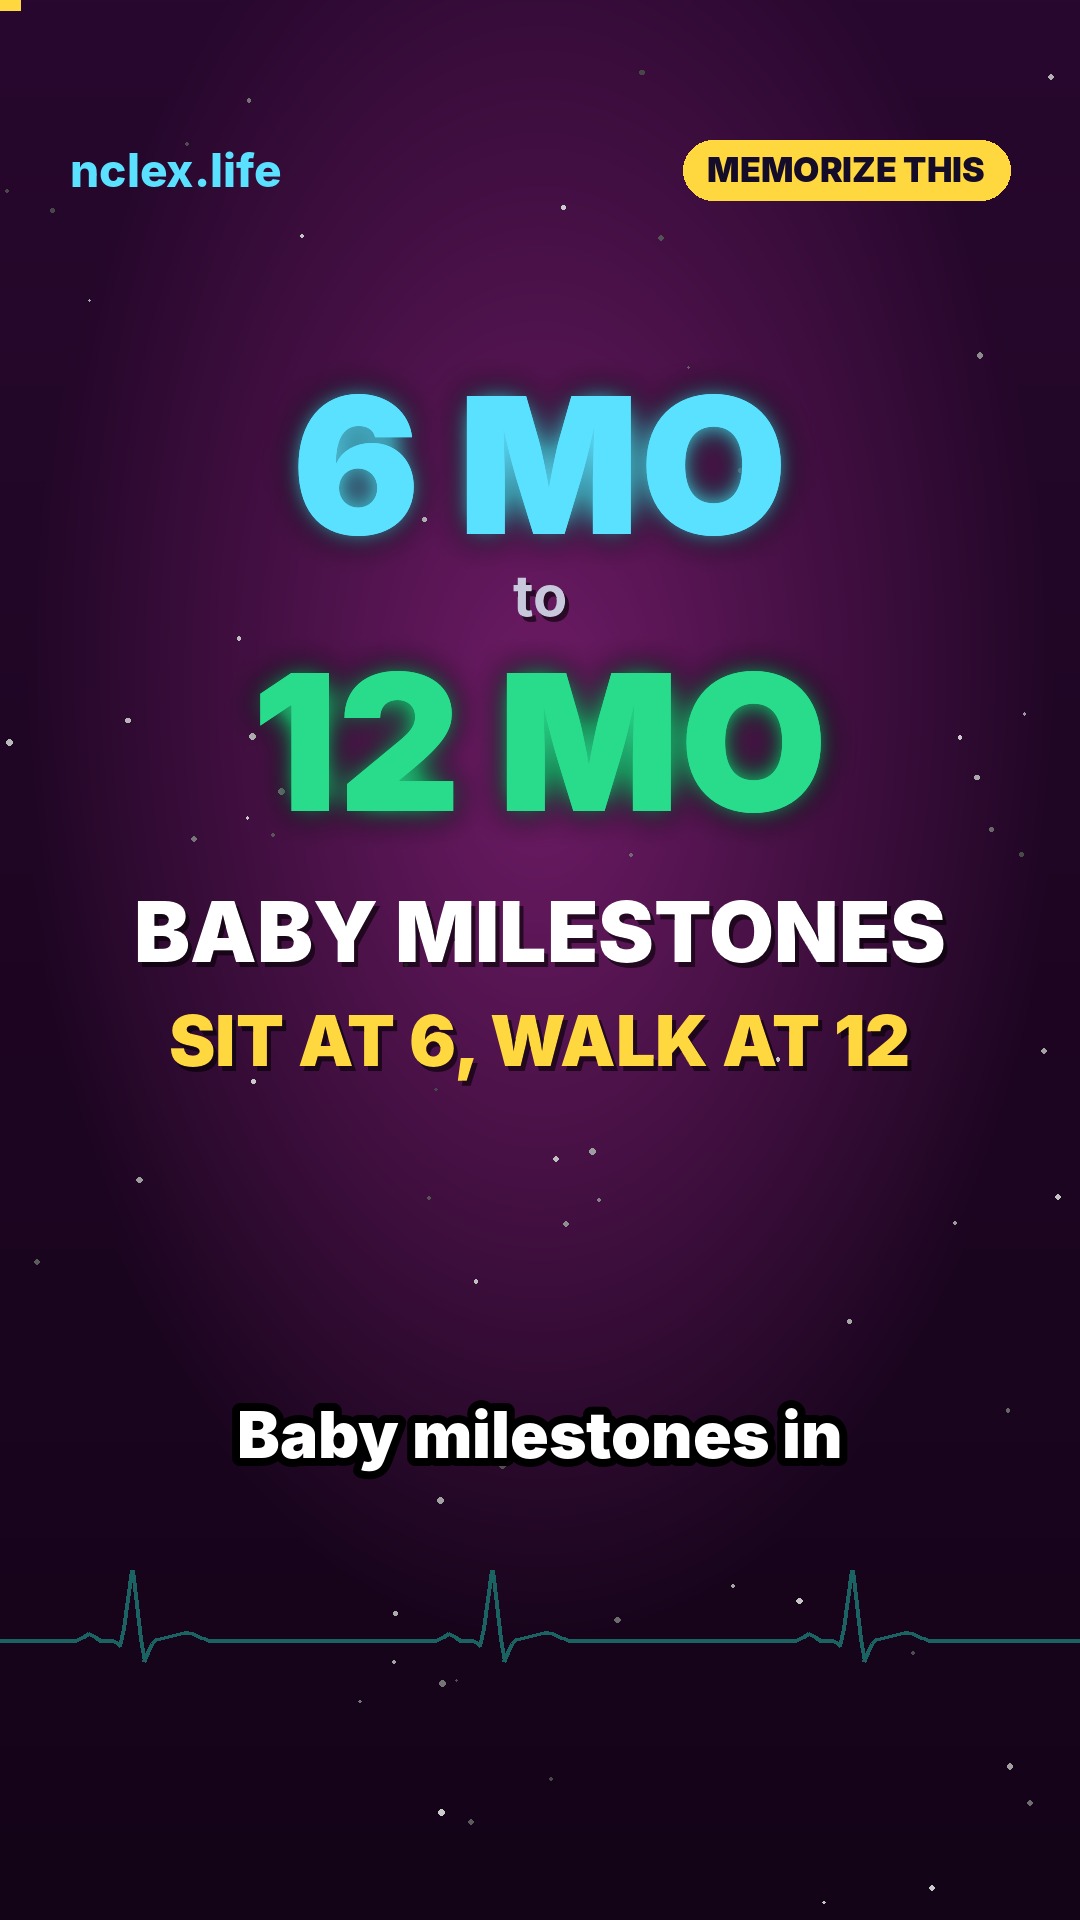 nclex.life
MEMORIZE THIS
6 MO
to
12 MO
BABY MILESTONES
SIT AT 6, WALK AT 12
Baby milestones in